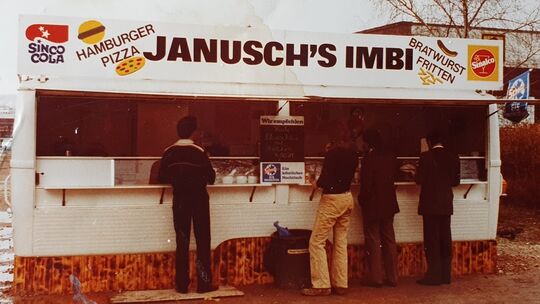 SINCO
COLA
HAMBURGER
PIZZA
JANUSCH'S IMBI
BRATWURST
FRITTEN
Sinalco
Wir empfehlen